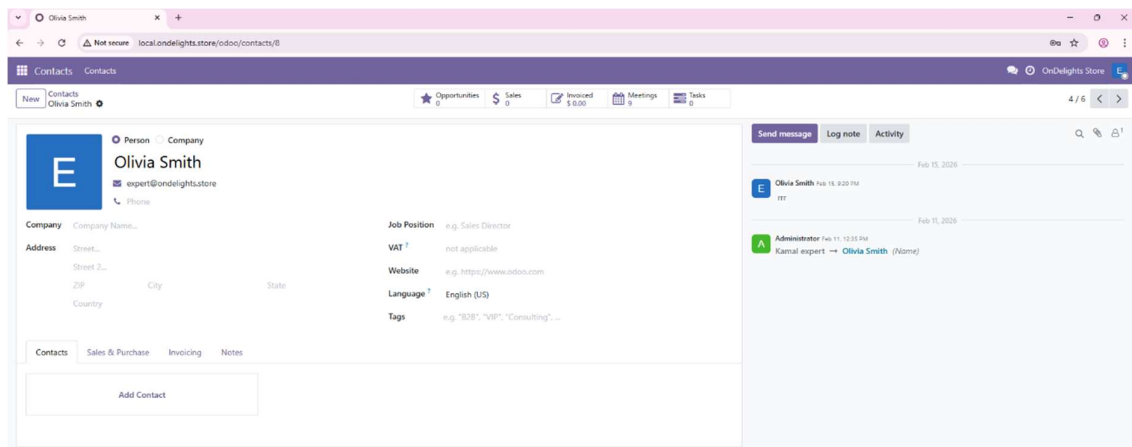 Olivia Smith
Not secure local.ondelights.store/odoo/contacts/8
Contacts Contacts
OnDelights Store E
New
Contacts
Olivia Smith
Opportunities
0
Sales
0
Invoiced
$ 0.00
Meetings
9
Tasks
0
4 / 6
E
Person Company
Olivia Smith
expert@ondelights.store
Phone
Company Company Name...
Address Street...
Street 2...
ZIP City State
Country
Job Position e.g. Sales Director
VAT ? not applicable
Website e.g. https://www.odoo.com
Language ? English (US)
Tags e.g. "B2B", "VIP", "Consulting", ...
Contacts Sales & Purchase Invoicing Notes
Add Contact
Send message Log note Activity
1
Feb 15, 2026
E
Olivia Smith Feb 15, 9:20 PM
Feb 11, 2026
A
Administrator Feb 11, 12:35 PM
Kamal expert → Olivia Smith (Name)